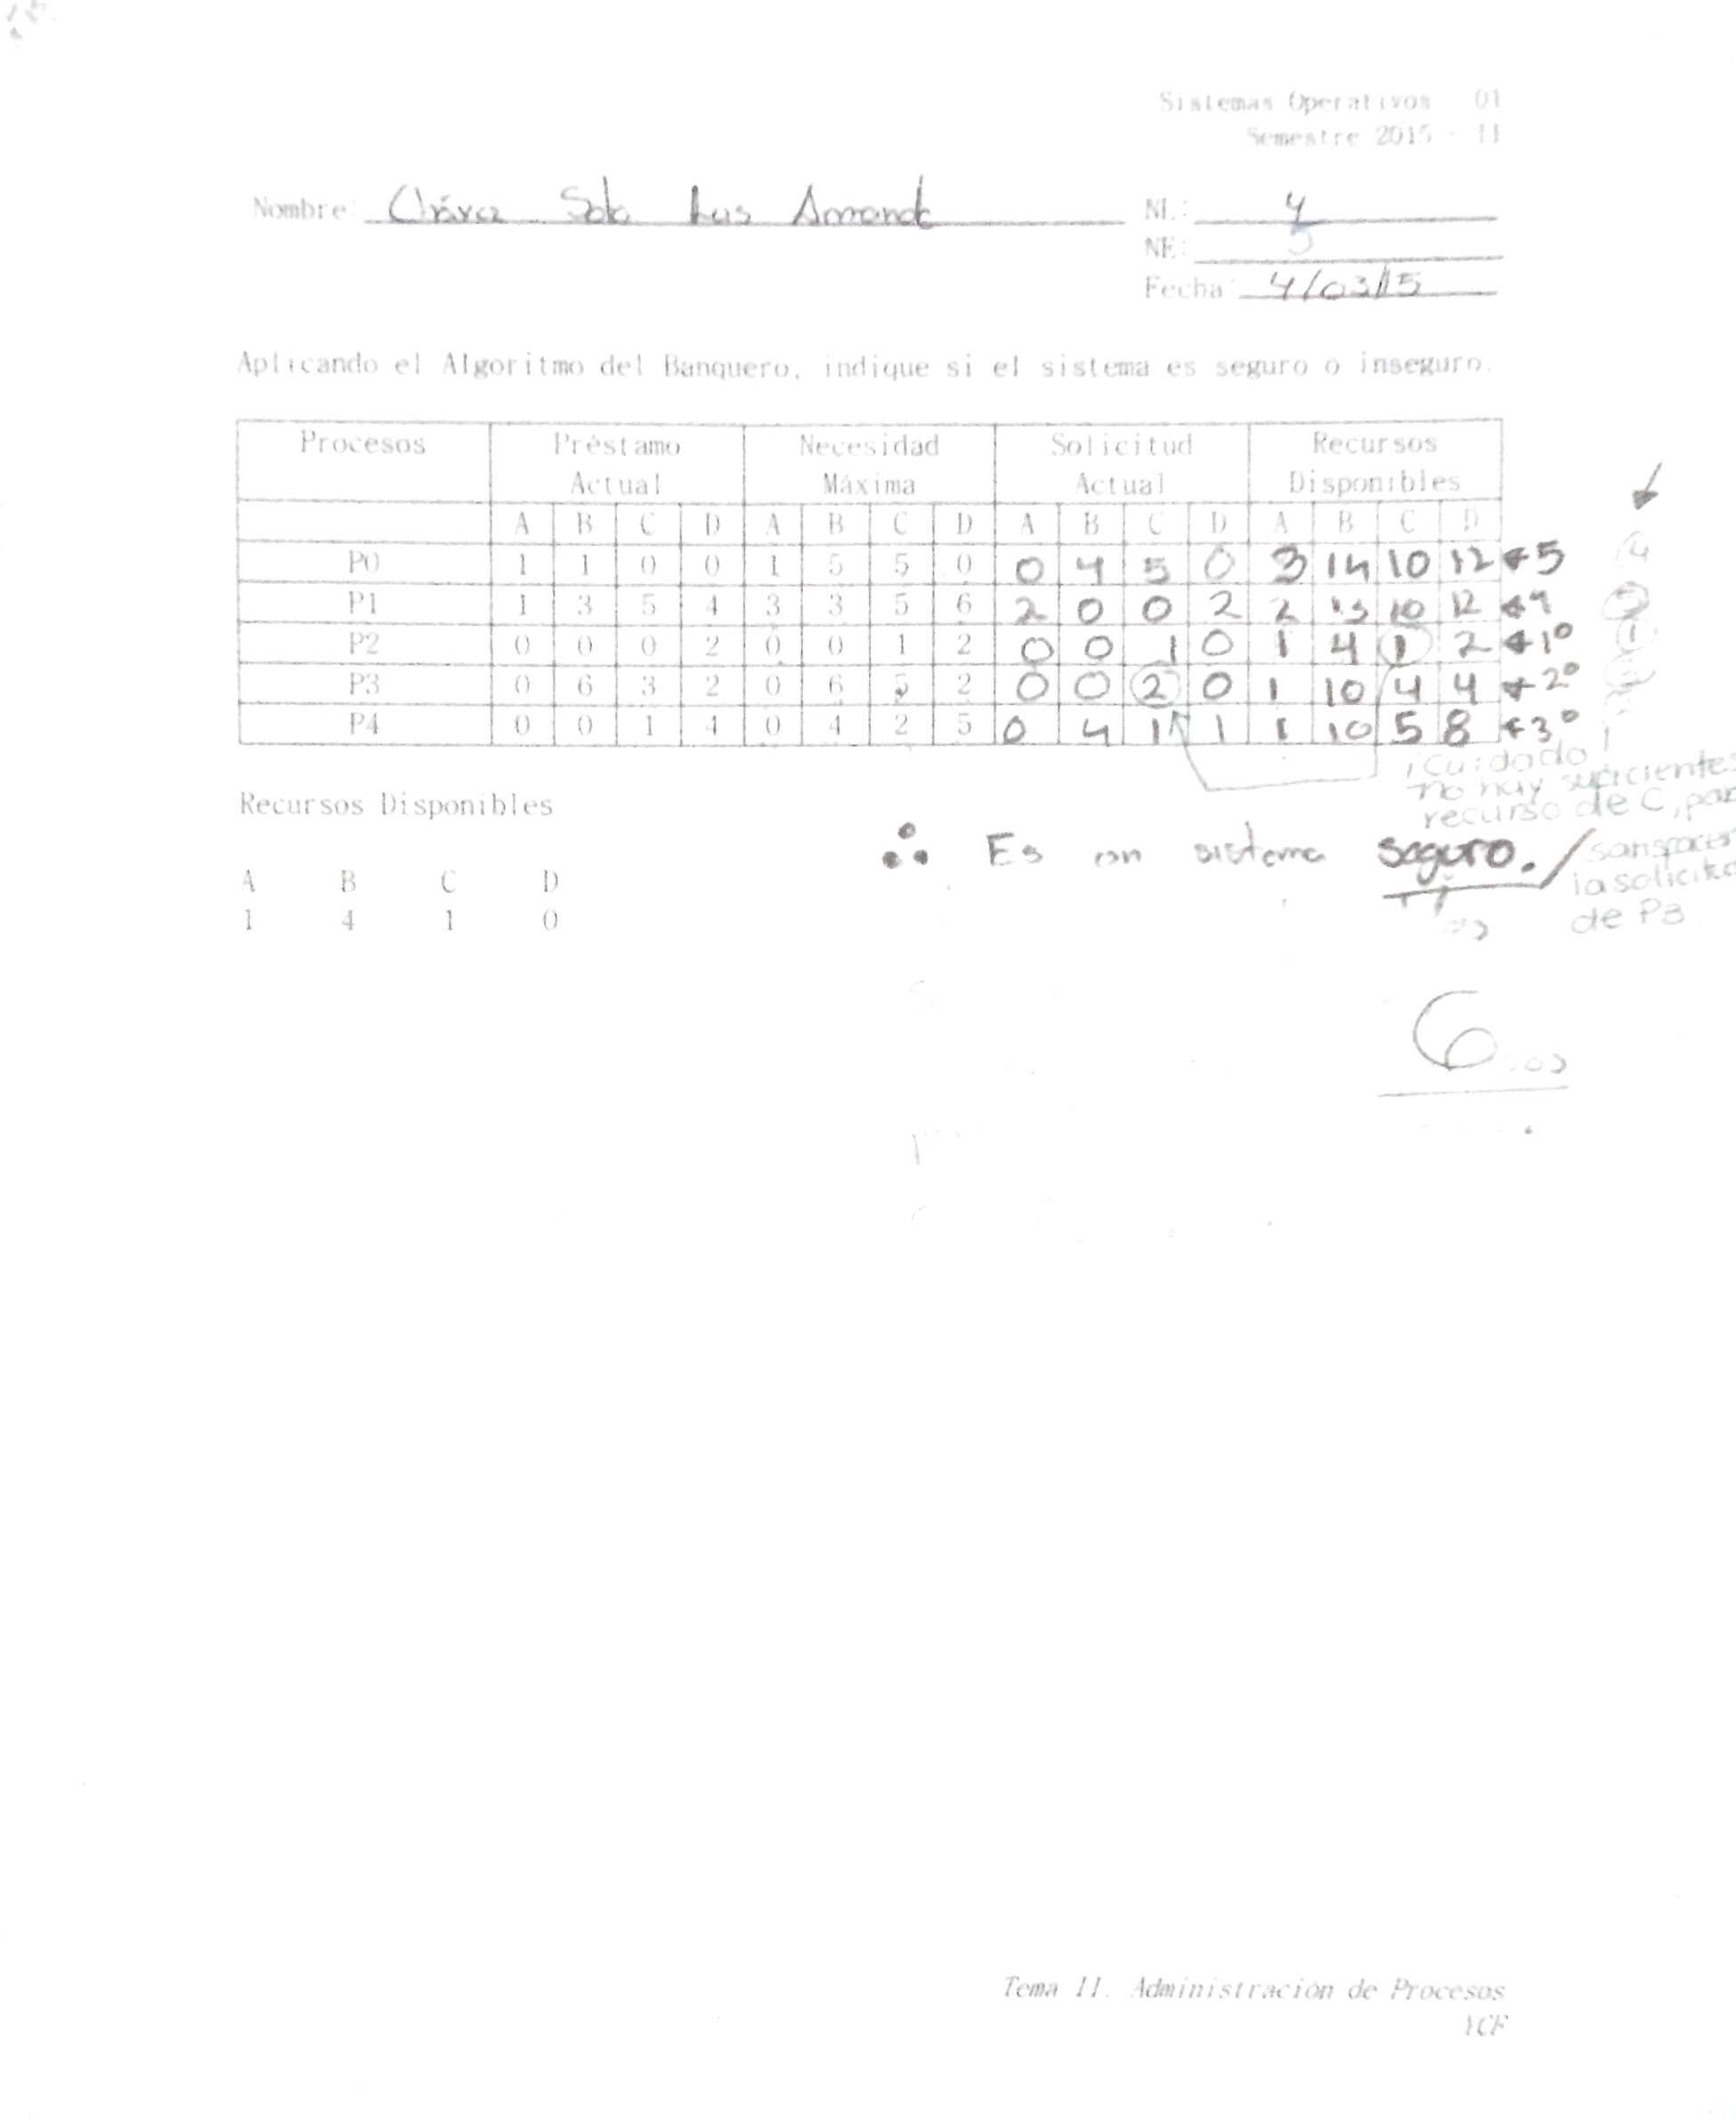 Sistemas Operativos 01
Semestre 2015 - II
Nombre: Soto Luis Armando NL: 4
NE: 5
Fecha: 4/03/15
Aplicando el Algoritmo del Banquero, indique si el sistema es seguro o inseguro.
Procesos Préstamo Actual Necesidad Máxima Solicitud Actual Recursos Disponibles
A B C D A B C D A B C D A B C D
P0 1 1 0 0 1 5 5 0 0 4 5 0 3 14 10 12 ←5 4
P1 1 3 5 4 3 3 5 6 2 0 0 2 2 13 10 12 ←4
P2 0 0 0 2 0 0 1 2 0 0 1 0 1 4 1 2 ←1º 1
P3 0 6 3 2 0 6 5 2 0 0 2 0 1 10 4 4 ←2º
P4 0 0 1 4 0 4 2 5 0 4 1 1 1 10 5 8 ←3º
¡Cuidado!
no hay suficientes
recurso de C, par
la solicitud
de P3
Recursos Disponibles
A B C D
1 4 1 0
∴ Es un sistema seguro.
6
Tema II. Administración de Procesos
YCF